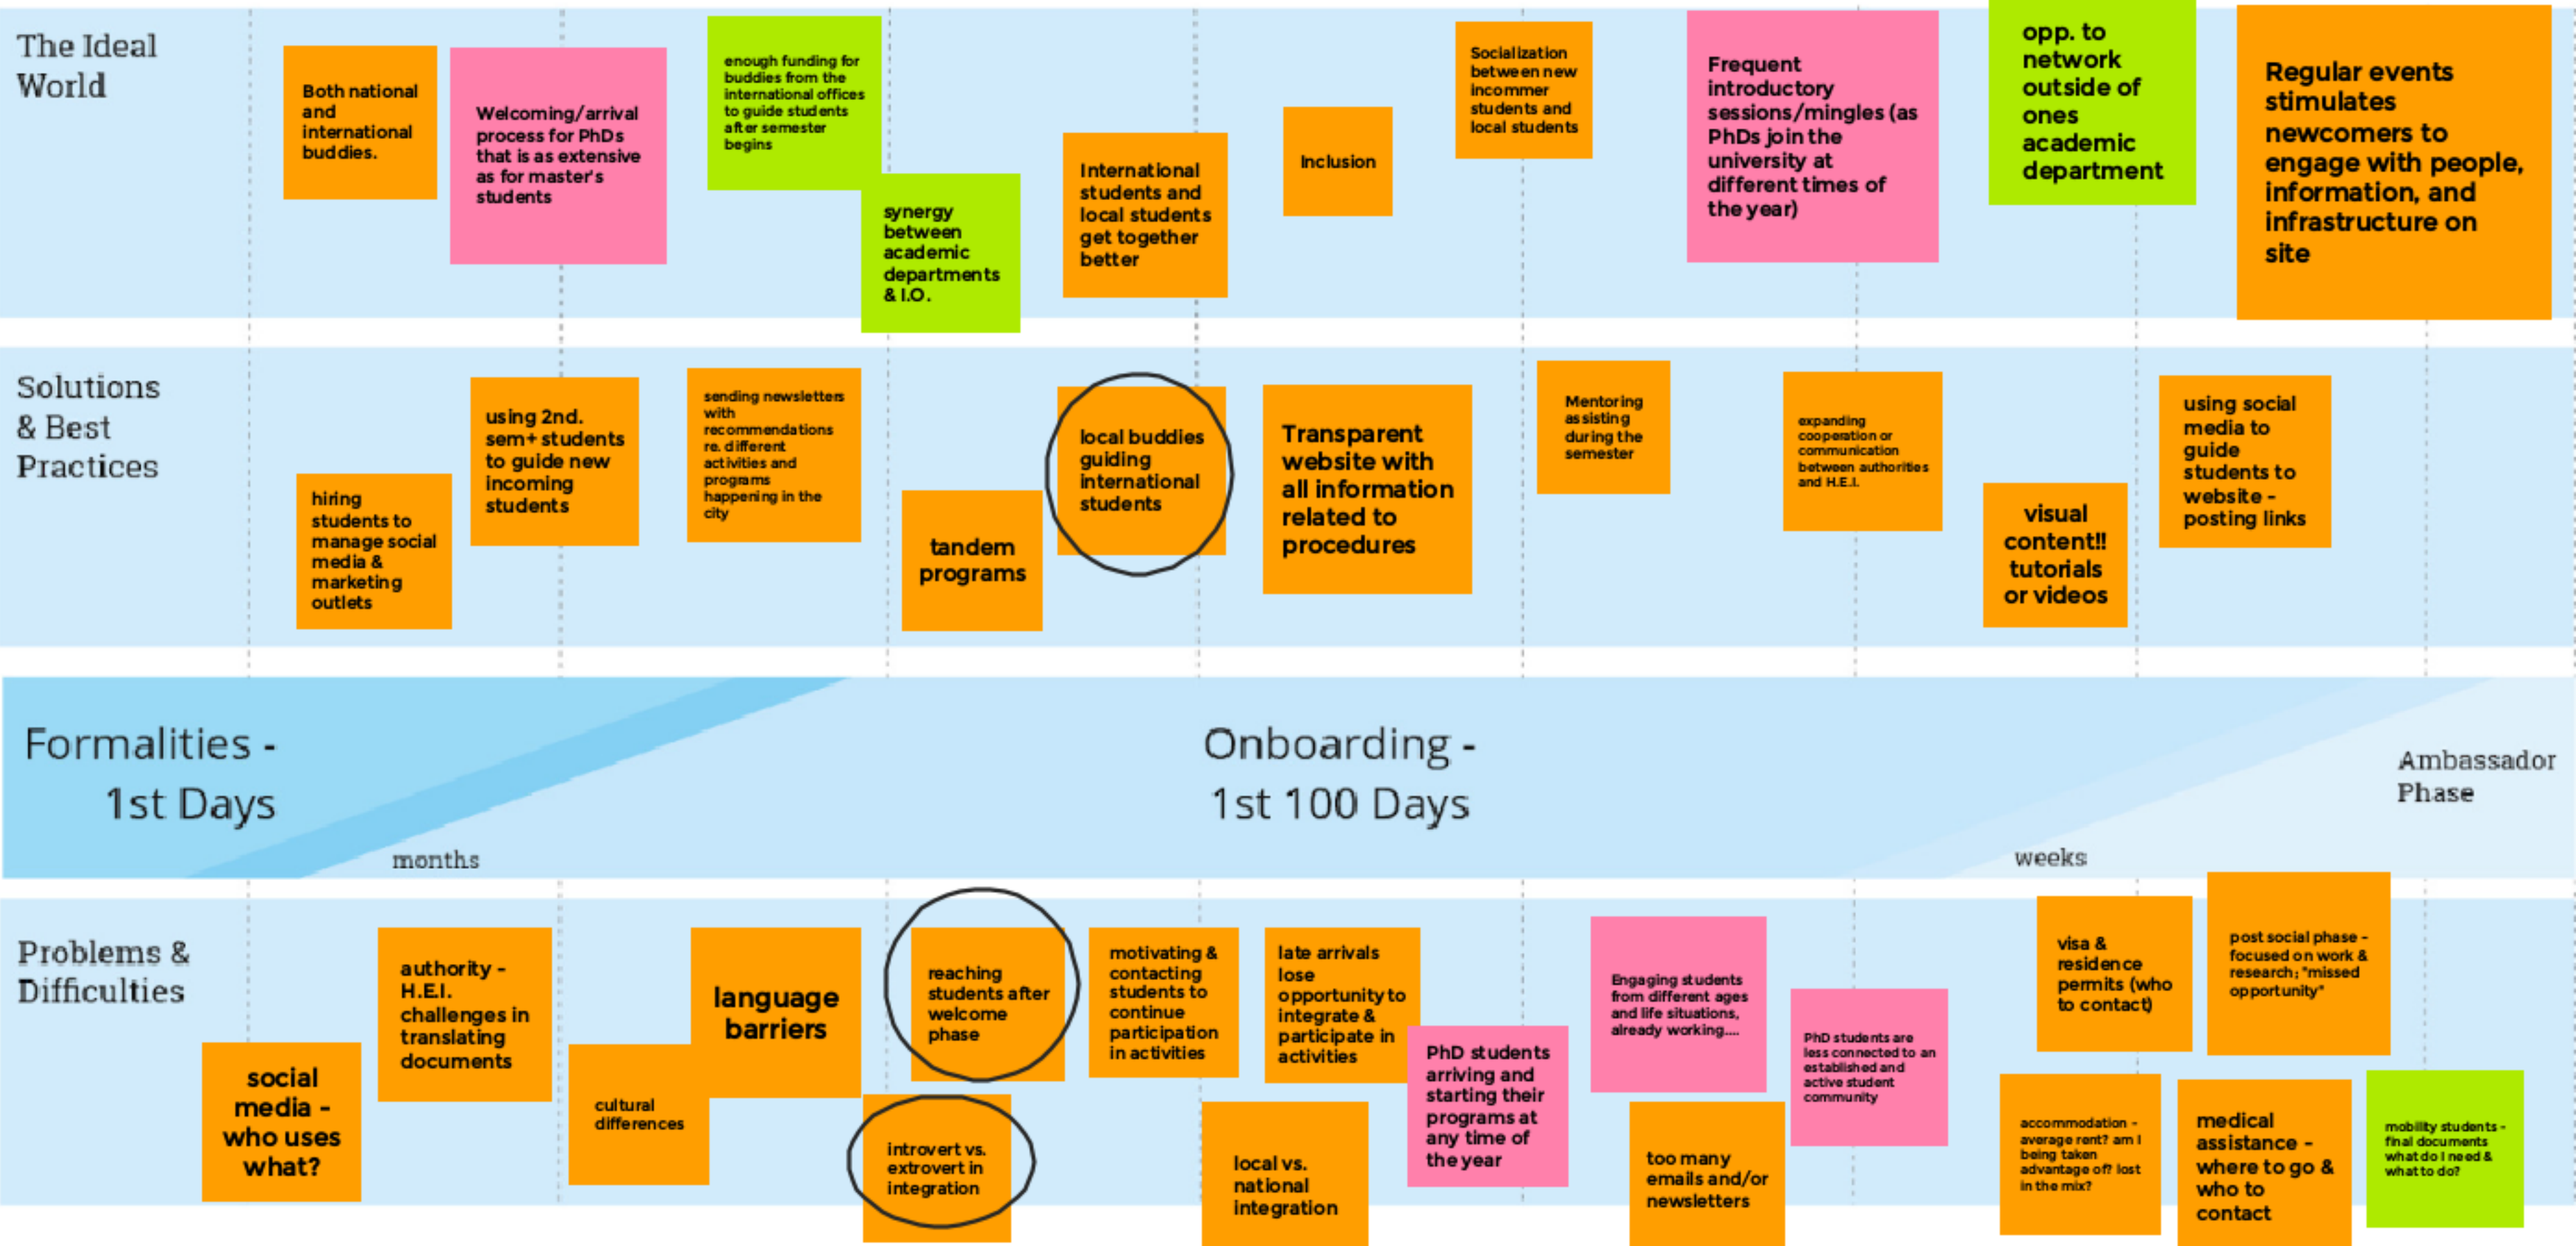 The Ideal
World
Both national
and
international
buddies.
Welcoming/arrival
process for PhDs
that is as extensive
as for master's
students
enough funding for
buddies from the
international offices
to guide students
after semester
begins
synergy
between
academic
departments
& I.O.
International
students and
local students
get together
better
Inclusion
Socialization
between new
incommer
students and
local students
Frequent
introductory
sessions/mingles (as
PhDs join the
university at
different times of
the year)
opp. to
network
outside of
ones
academic
department
Regular events
stimulates
newcomers to
engage with people,
information, and
infrastructure on
site
Solutions
& Best
Practices
hiring
students to
manage social
media &
marketing
outlets
using 2nd.
sem+ students
to guide new
incoming
students
sending newsletters
with
recommendations
re. different
activities and
programs
happening in the
city
tandem
programs
local buddies
guiding
international
students
Transparent
website with
all information
related to
procedures
Mentoring
assisting
during the
semester
expanding
cooperation or
communication
between authorities
and H.E.I.
visual
content!!
tutorials
or videos
using social
media to
guide
students to
website -
posting links
Formalities -
1st Days
months
Onboarding -
1st 100 Days
weeks
Ambassador
Phase
Problems &
Difficulties
social
media -
who uses
what?
authority -
H.E.I.
challenges in
translating
documents
cultural
differences
language
barriers
reaching
students after
welcome
phase
introvert vs.
extrovert in
integration
motivating &
contacting
students to
continue
participation
in activities
late arrivals
lose
opportunity to
integrate &
participate in
activities
local vs.
national
integration
PhD students
arriving and
starting their
programs at
any time of
the year
Engaging students
from different ages
and life situations,
already working....
too many
emails and/or
newsletters
PhD students are
less connected to an
established and
active student
community
visa &
residence
permits (who
to contact)
post social phase -
focused on work &
research; "missed
opportunity"
accommodation -
average rent? am I
being taken
advantage of? lost
in the mix?
medical
assistance -
where to go &
who to
contact
mobility students -
final documents
what do I need &
what to do?